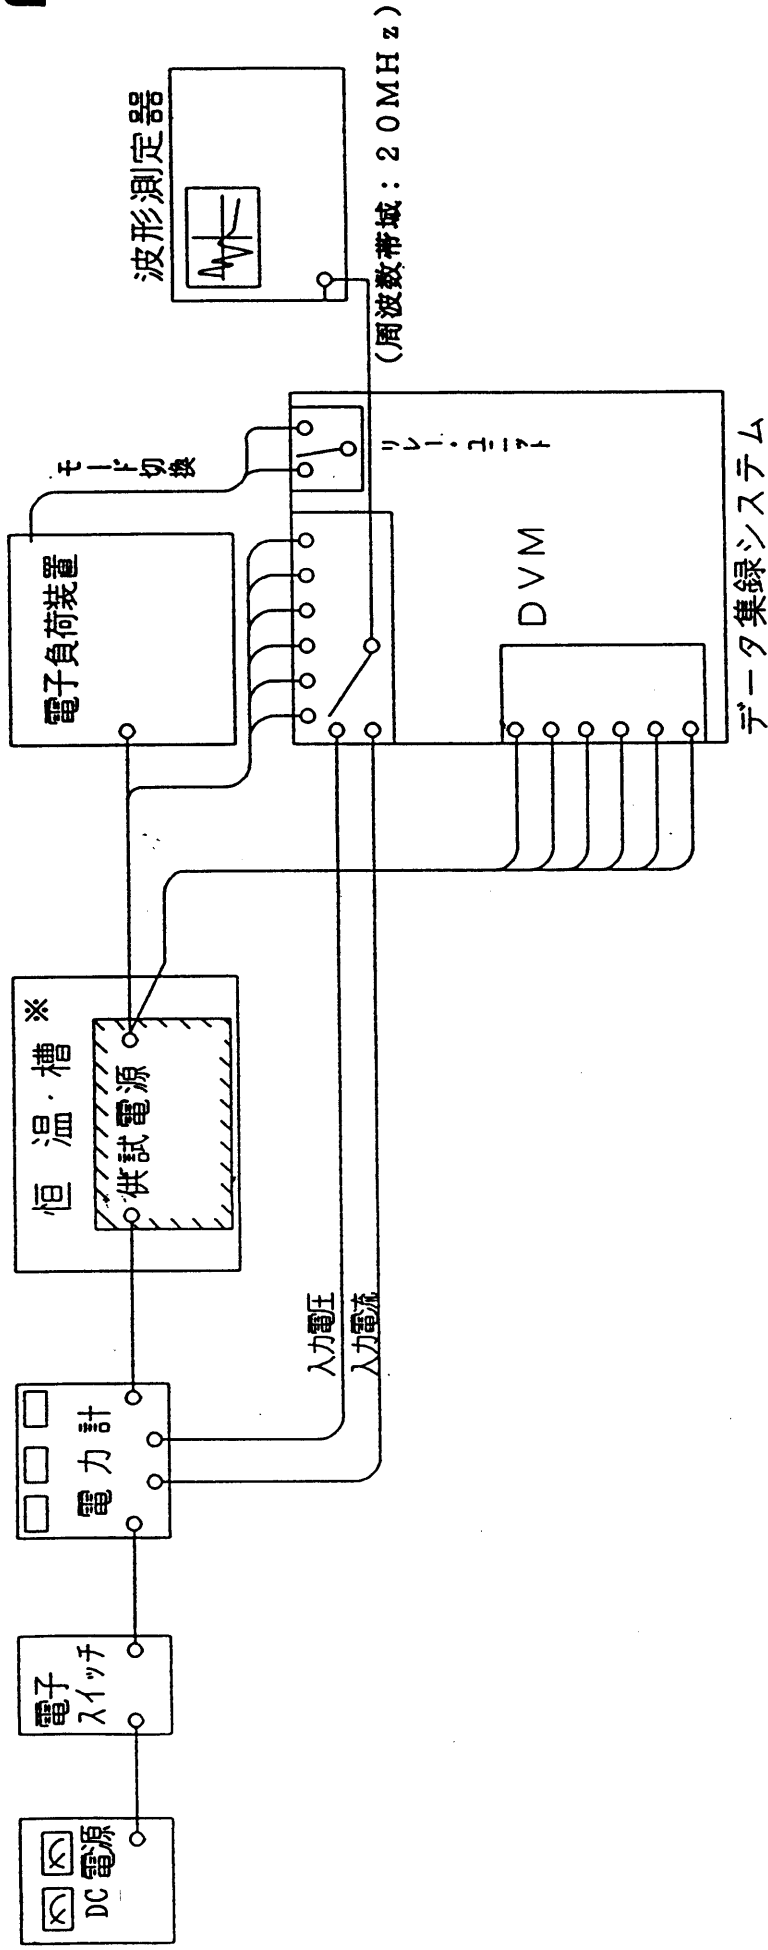 DC 電源
電子
スイッチ
電 力 計
恒 温 槽 ※
供試電源
電子負荷装置
モード切換
入力電圧
入力電流
リレー・ユニット
DVM
データ集録システム
波形測定器
(周波数帯域：20MHz)